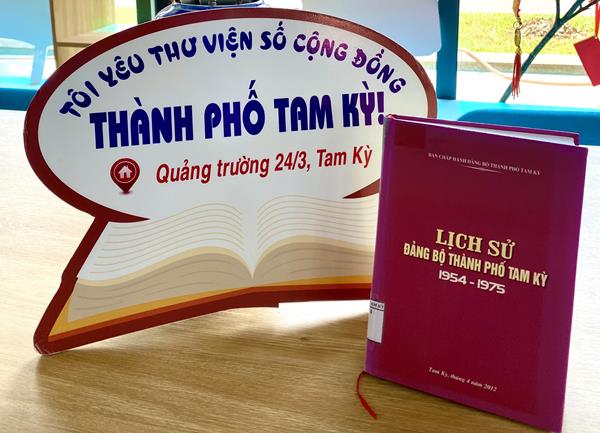 TÔI YÊU THƯ VIỆN SỐ CỘNG ĐỒNG
THÀNH PHỐ TAM KỲ!
Quảng trường 24/3, Tam Kỳ
BAN CHẤP HÀNH ĐẢNG BỘ THÀNH PHỐ TAM KỲ
LỊCH SỬ
ĐẢNG BỘ THÀNH PHỐ TAM KỲ
1954 - 1975
Tam Kỳ, tháng 4 năm 2012